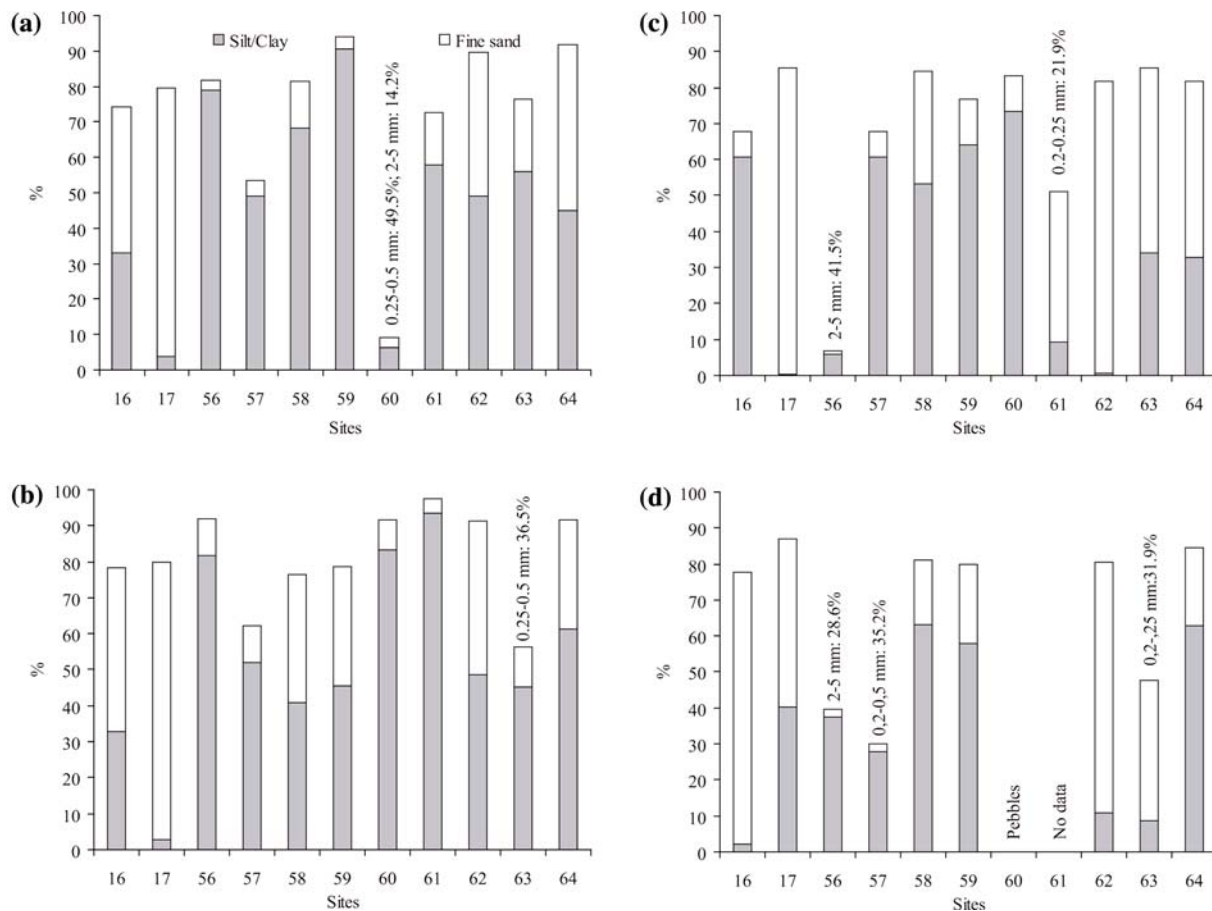 (a)
100
90
80
70
60
50
40
30
20
10
0
%
Silt/Clay
Fine sand
0.25-0.5 mm: 49.5%; 2-5 mm: 14.2%
16 17 56 57 58 59 60 61 62 63 64
Sites
(c)
100
90
80
70
60
50
40
30
20
10
0
%
2-5 mm: 41.5%
0.2-0.25 mm: 21.9%
16 17 56 57 58 59 60 61 62 63 64
Sites
(b)
100
90
80
70
60
50
40
30
20
10
0
%
0.25-0.5 mm: 36.5%
16 17 56 57 58 59 60 61 62 63 64
Sites
(d)
100
90
80
70
60
50
40
30
20
10
0
%
2-5 mm: 28.6%
0,2-0,5 mm: 35.2%
Pebbles
No data
0,2-,25 mm:31.9%
16 17 56 57 58 59 60 61 62 63 64
Sites